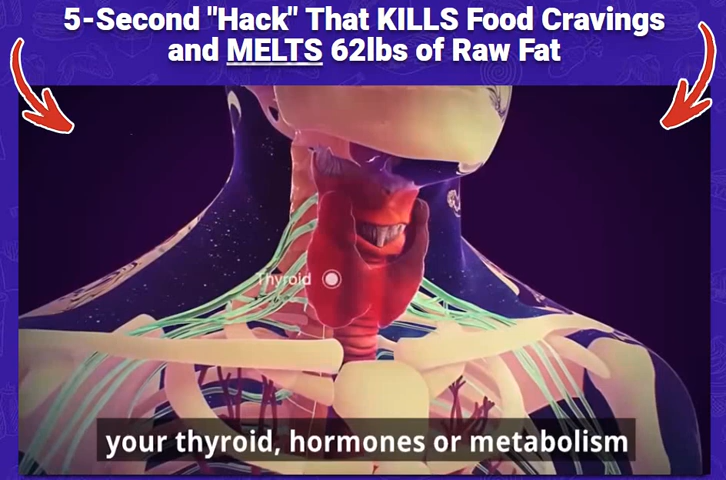 5-Second "Hack" That KILLS Food Cravings
and MELTS 62lbs of Raw Fat
Thyroid
your thyroid, hormones or metabolism